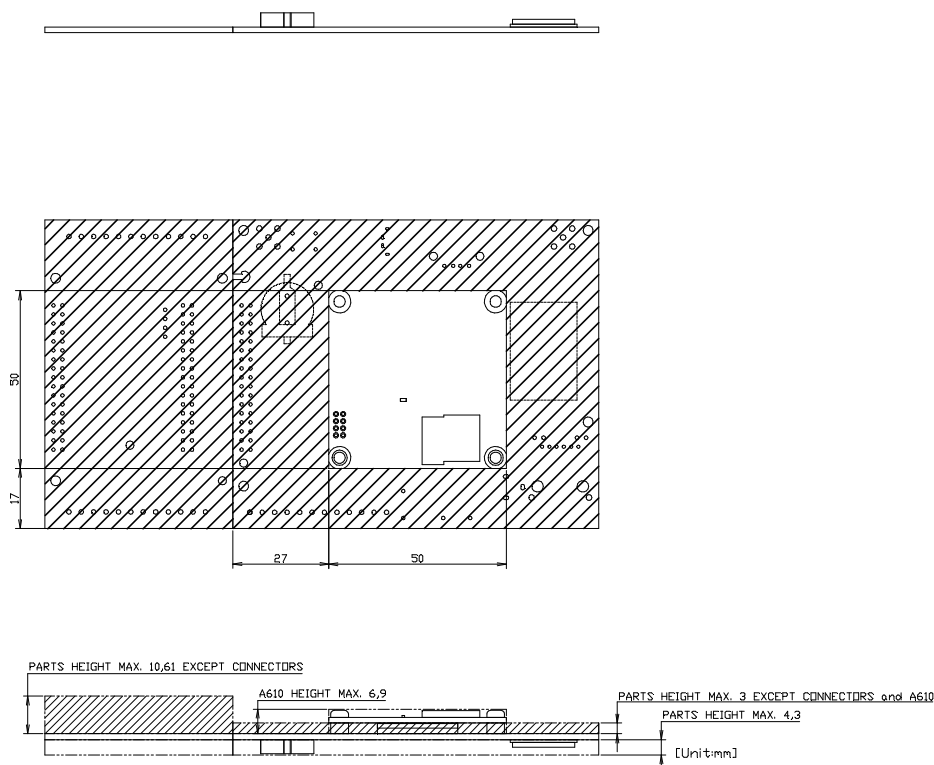 50
17
27
50
PARTS HEIGHT MAX. 10,61 EXCEPT CONNECTORS
A610 HEIGHT MAX. 6,9
PARTS HEIGHT MAX. 3 EXCEPT CONNECTORS and A610
PARTS HEIGHT MAX. 4,3
[Unit:mm]